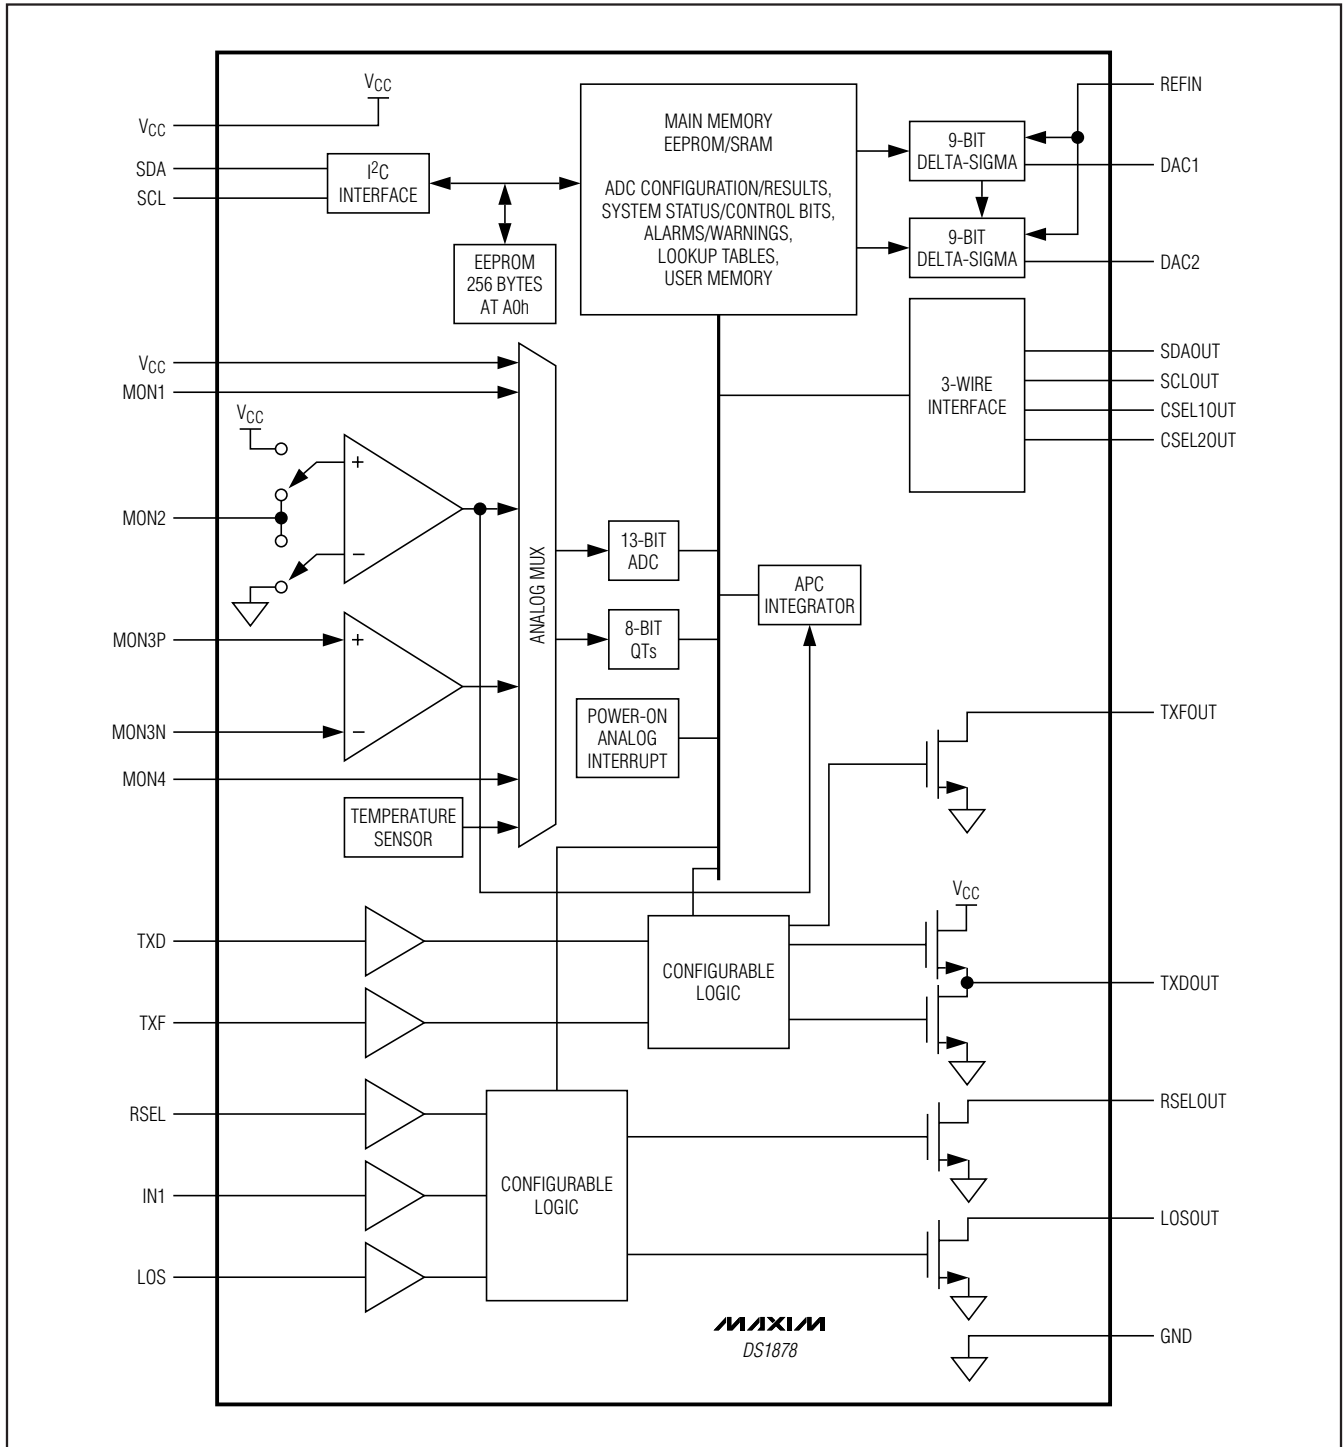 VCC
VCC
SDA
SCL
I²C
INTERFACE
EEPROM
256 BYTES
AT A0h
MAIN MEMORY
EEPROM/SRAM
ADC CONFIGURATION/RESULTS,
SYSTEM STATUS/CONTROL BITS,
ALARMS/WARNINGS,
LOOKUP TABLES,
USER MEMORY
9-BIT
DELTA-SIGMA
9-BIT
DELTA-SIGMA
REFIN
DAC1
DAC2
3-WIRE
INTERFACE
SDAOUT
SCLOUT
CSEL1OUT
CSEL2OUT
VCC
MON1
VCC
MON2
+
−
MON3P
MON3N
+
−
MON4
TEMPERATURE
SENSOR
ANALOG MUX
13-BIT
ADC
8-BIT
QTs
POWER-ON
ANALOG
INTERRUPT
APC
INTEGRATOR
TXFOUT
VCC
TXD
TXF
CONFIGURABLE
LOGIC
TXDOUT
RSEL
IN1
LOS
CONFIGURABLE
LOGIC
RSELOUT
LOSOUT
GND
MAXIM
DS1878